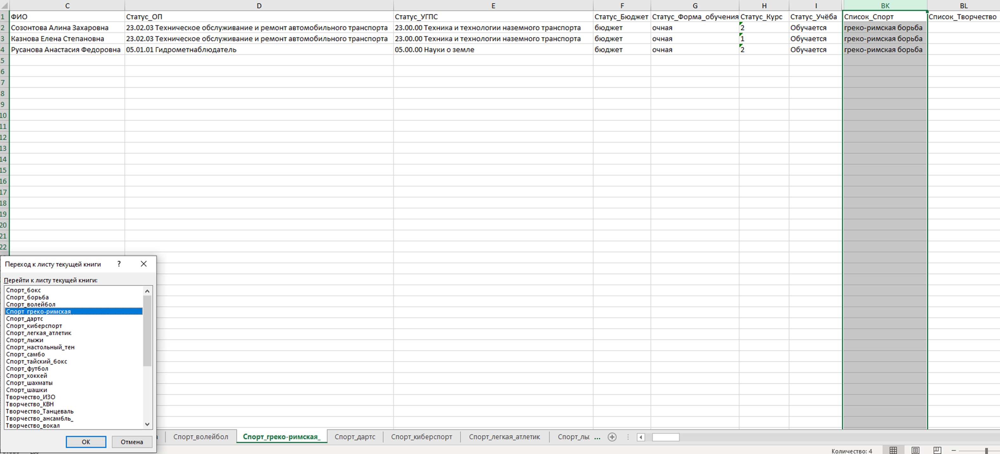 C D E F G H I BK BL
1 ФИО Статус_ОП Статус_УГПС Статус_Бюджет Статус_Форма_обучения Статус_Курс Статус_Учёба Список_Спорт Список_Творчество
2 Созонтова Алина Захаровна 23.02.03 Техническое обслуживание и ремонт автомобильного транспорта 23.00.00 Техника и технологии наземного транспорта бюджет очная 2 Обучается греко-римская борьба
3 Казнова Елена Степановна 23.02.03 Техническое обслуживание и ремонт автомобильного транспорта 23.00.00 Техника и технологии наземного транспорта бюджет очная 1 Обучается греко-римская борьба
4 Русанова Анастасия Федоровна 05.01.01 Гидрометнаблюдатель 05.00.00 Науки о земле бюджет очная 2 Обучается греко-римская борьба
5
6
7
8
9
10
11
12
13
14
15
16
17
18
19
20
21
22
Переход к листу текущей книги ?
Перейти к листу текущей книги:
Спорт_бокс
Спорт_борьба
Спорт_волейбол
Спорт_греко-римская_
Спорт_дартс
Спорт_киберспорт
Спорт_легкая_атлетик
Спорт_лыжи
Спорт_настольный_тен
Спорт_самбо
Спорт_тайский_бокс
Спорт_футбол
Спорт_хоккей
Спорт_шахматы
Спорт_шашки
Творчество_ИЗО
Творчество_КВН
Творчество_Танцеваль
Творчество_ансамбль_
Творчество_вокал
ОК Отмена
Спорт_волейбол Спорт_греко-римская_ Спорт_дартс Спорт_киберспорт Спорт_легкая_атлетик Спорт_лы ...
Количество: 4